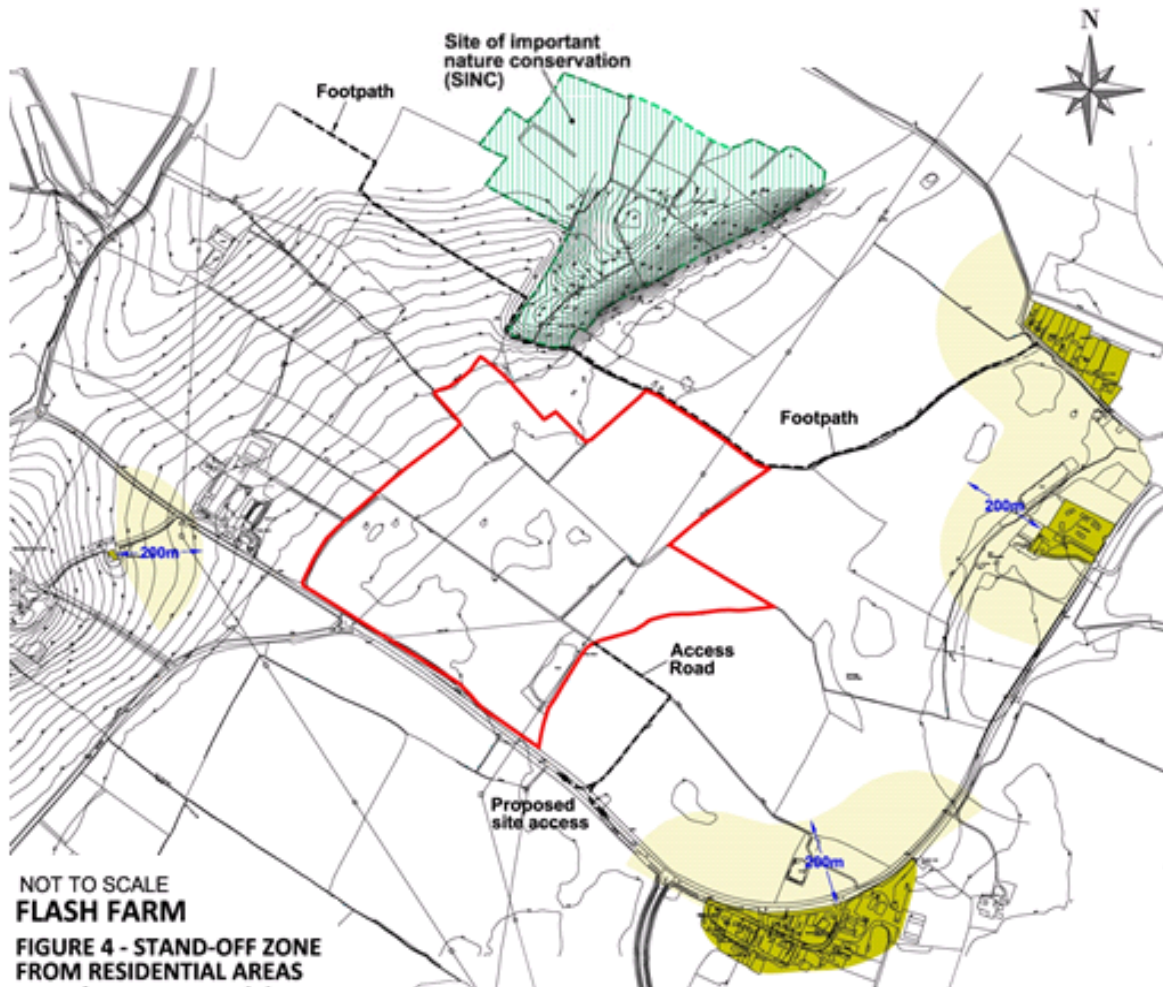 N
Site of important
nature conservation
(SINC)
Footpath
Footpath
200m
200m
Access
Road
Proposed
site access
200m
NOT TO SCALE
FLASH FARM
FIGURE 4 - STAND-OFF ZONE
FROM RESIDENTIAL AREAS